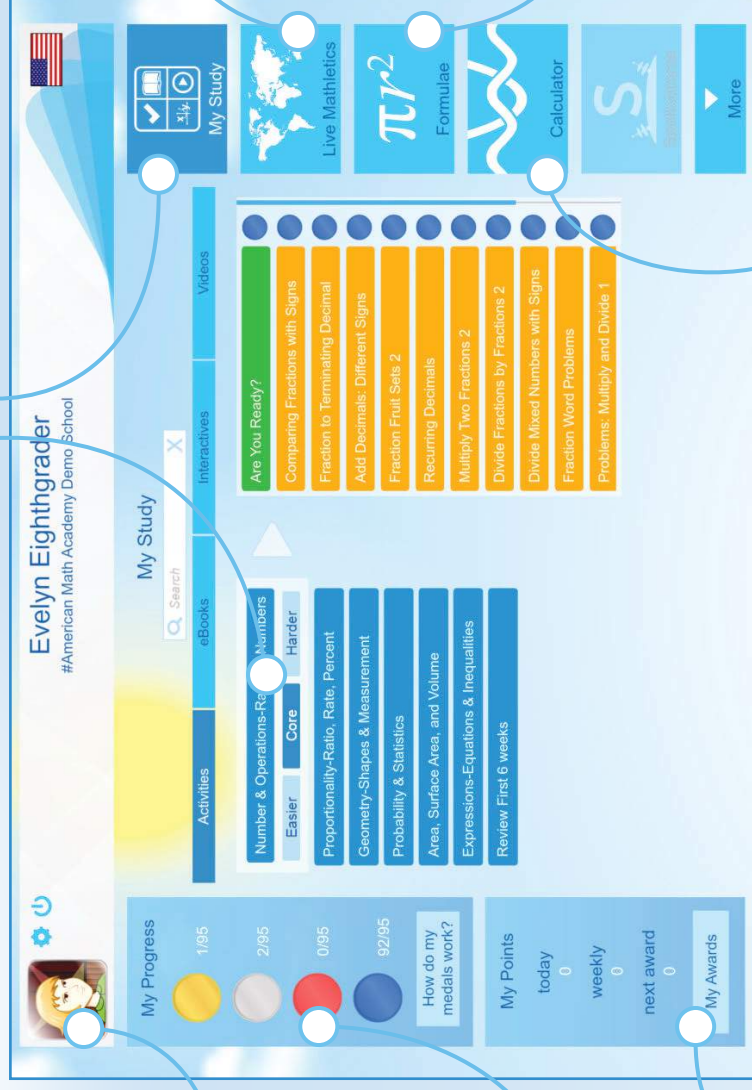 Evelyn Eighthgrader
#American Math Academy Demo School
My Progress
1/95
2/95
0/95
92/95
How do my
medals work?
My Points
today
0
weekly
0
next award
0
My Awards
My Study
Search X
Activities eBooks Interactives Videos
Number & Operations-Ra Numbers
Easier Core Harder
Proportionality-Ratio, Rate, Percent
Geometry-Shapes & Measurement
Probability & Statistics
Area, Surface Area, and Volume
Expressions-Equations & Inequalities
Review First 6 weeks
Are You Ready?
Comparing Fractions with Signs
Fraction to Terminating Decimal
Add Decimals: Different Signs
Fraction Fruit Sets 2
Recurring Decimals
Multiply Two Fractions 2
Divide Fractions by Fractions 2
Divide Mixed Numbers with Signs
Fraction Word Problems
Problems: Multiply and Divide 1
My Study
Live Mathletics
πr²
Formulae
Calculator
S
More